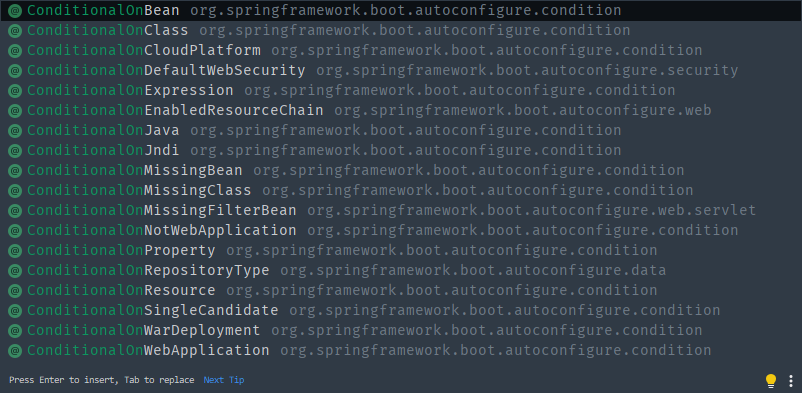 @ ConditionalOnBean org.springframework.boot.autoconfigure.condition
@ ConditionalOnClass org.springframework.boot.autoconfigure.condition
@ ConditionalOnCloudPlatform org.springframework.boot.autoconfigure.condition
@ ConditionalOnDefaultWebSecurity org.springframework.boot.autoconfigure.security
@ ConditionalOnExpression org.springframework.boot.autoconfigure.condition
@ ConditionalOnEnabledResourceChain org.springframework.boot.autoconfigure.web
@ ConditionalOnJava org.springframework.boot.autoconfigure.condition
@ ConditionalOnJndi org.springframework.boot.autoconfigure.condition
@ ConditionalOnMissingBean org.springframework.boot.autoconfigure.condition
@ ConditionalOnMissingClass org.springframework.boot.autoconfigure.condition
@ ConditionalOnMissingFilterBean org.springframework.boot.autoconfigure.web.servlet
@ ConditionalOnNotWebApplication org.springframework.boot.autoconfigure.condition
@ ConditionalOnProperty org.springframework.boot.autoconfigure.condition
@ ConditionalOnRepositoryType org.springframework.boot.autoconfigure.data
@ ConditionalOnResource org.springframework.boot.autoconfigure.condition
@ ConditionalOnSingleCandidate org.springframework.boot.autoconfigure.condition
@ ConditionalOnWarDeployment org.springframework.boot.autoconfigure.condition
@ ConditionalOnWebApplication org.springframework.boot.autoconfigure.condition
Press Enter to insert, Tab to replace Next Tip